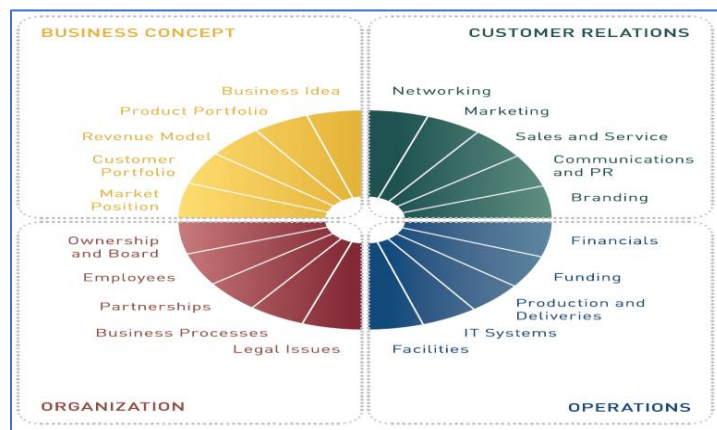 BUSINESS CONCEPT
Business Idea
Product Portfolio
Revenue Model
Customer
Portfolio
Market
Position
CUSTOMER RELATIONS
Networking
Marketing
Sales and Service
Communications
and PR
Branding
Ownership
and Board
Employees
Partnerships
Business Processes
Legal Issues
ORGANIZATION
Financials
Funding
Production and
Deliveries
IT Systems
Facilities
OPERATIONS